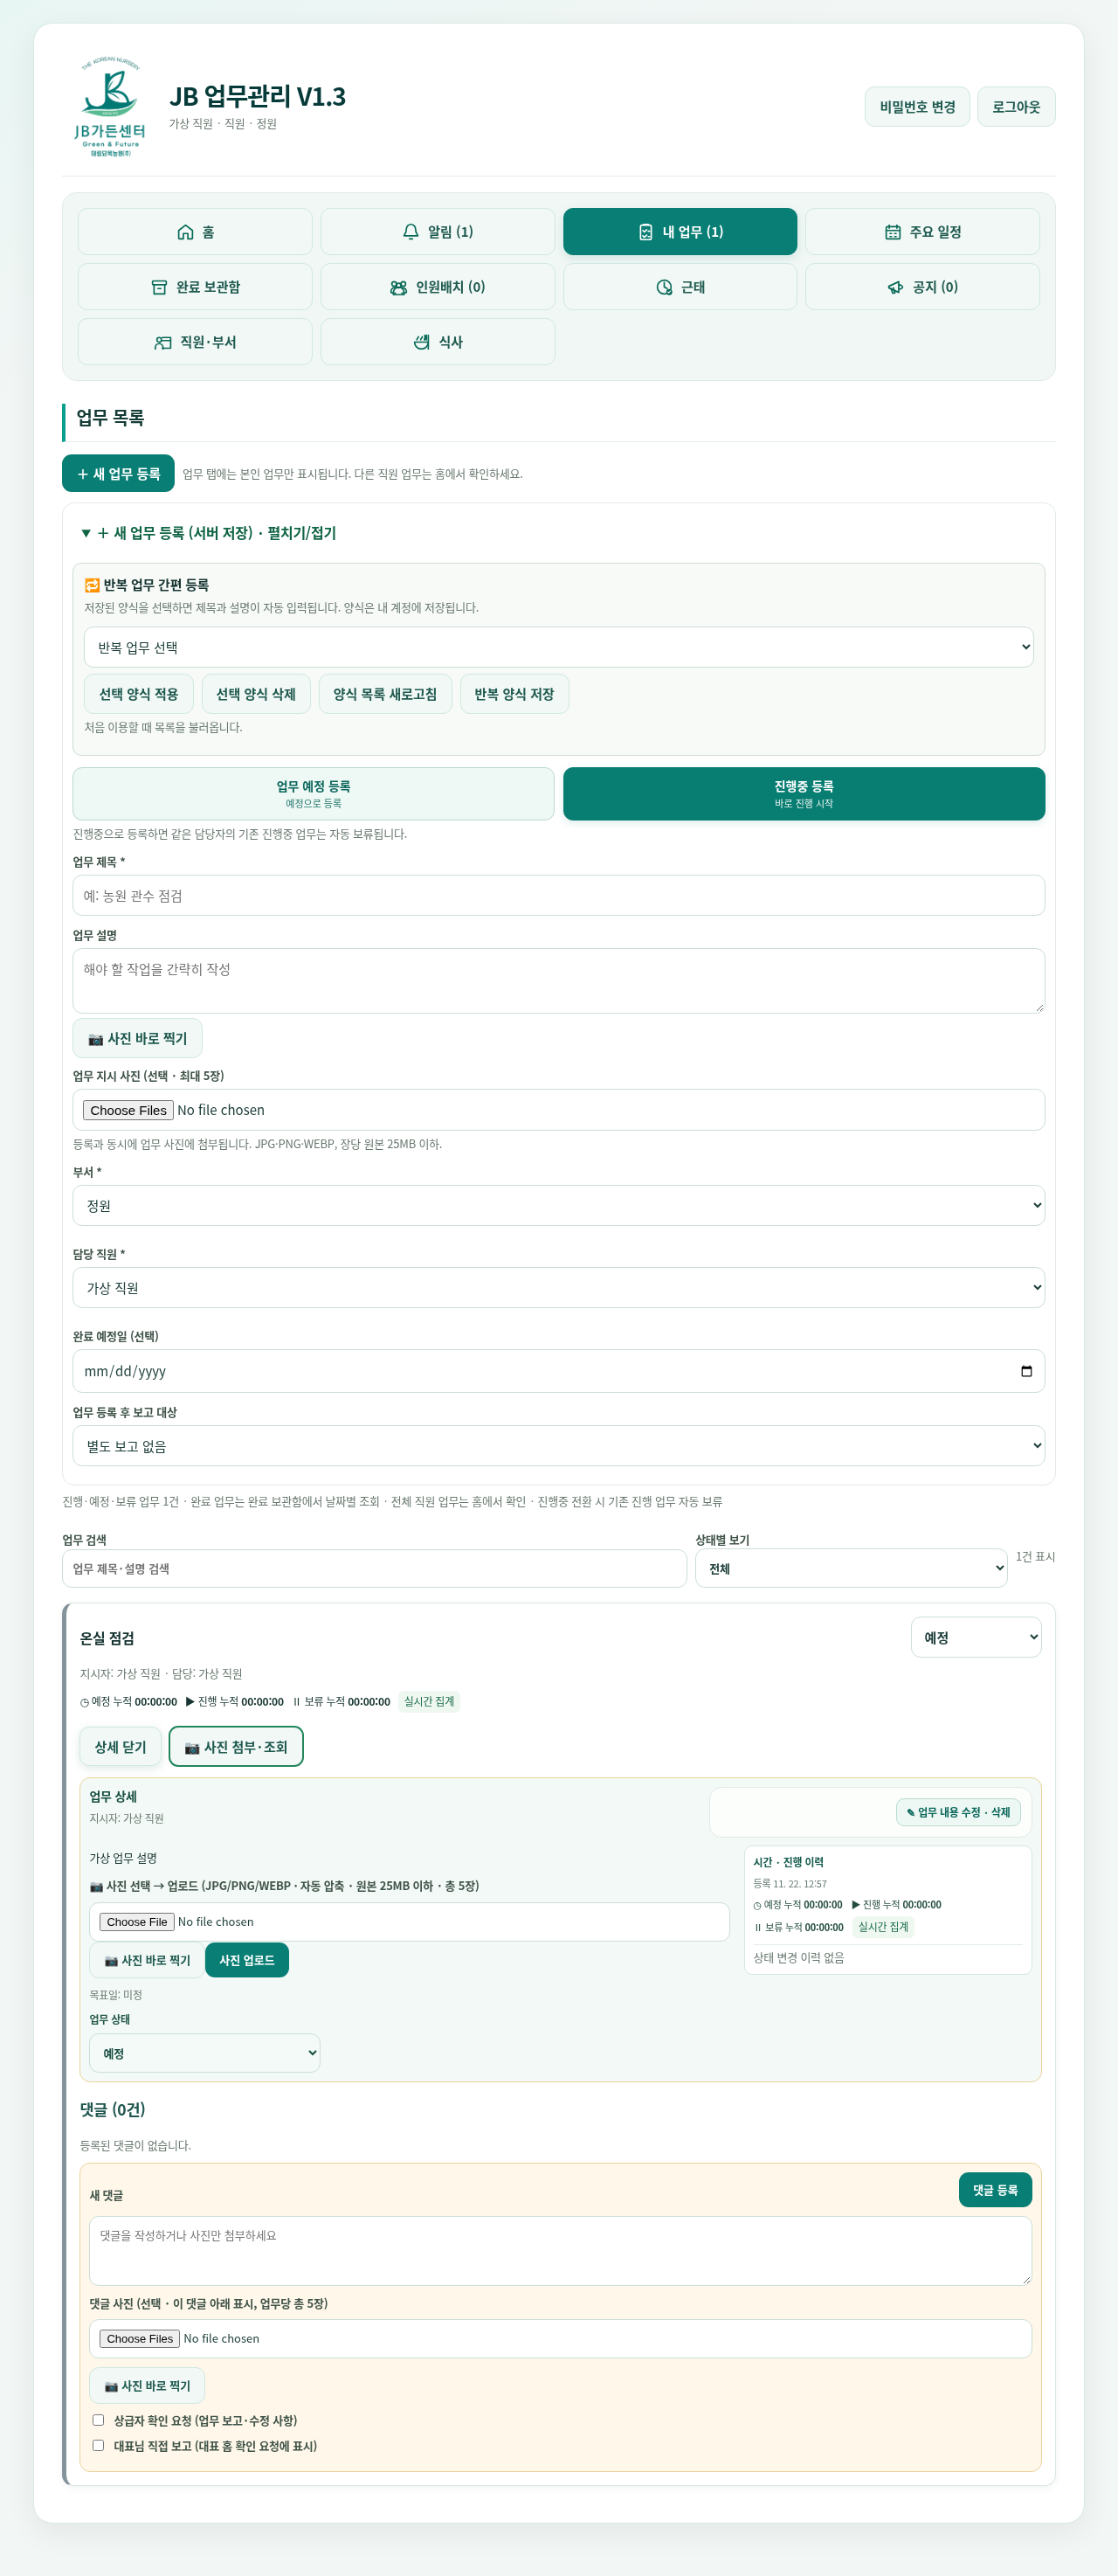 THE KOREAN NURSERY
JB가든센터
Green & Future
대림묘목농원(주)
JB 업무관리 V1.3
가상 직원 · 직원 · 정원
비밀번호 변경
로그아웃
홈
알림 (1)
내 업무 (1)
주요 일정
완료 보관함
인원배치 (0)
근태
공지 (0)
직원·부서
식사
업무 목록
+ 새 업무 등록
업무 탭에는 본인 업무만 표시됩니다. 다른 직원 업무는 홈에서 확인하세요.
▼ + 새 업무 등록 (서버 저장) · 펼치기/접기
🔁 반복 업무 간편 등록
저장된 양식을 선택하면 제목과 설명이 자동 입력됩니다. 양식은 내 계정에 저장됩니다.
반복 업무 선택
선택 양식 적용
선택 양식 삭제
양식 목록 새로고침
반복 양식 저장
처음 이용할 때 목록을 불러옵니다.
업무 예정 등록
예정으로 등록
진행중 등록
바로 진행 시작
진행중으로 등록하면 같은 담당자의 기존 진행중 업무는 자동 보류됩니다.
업무 제목 *
예: 농원 관수 점검
업무 설명
해야 할 작업을 간략히 작성
📷 사진 바로 찍기
업무 지시 사진 (선택 · 최대 5장)
Choose Files No file chosen
등록과 동시에 업무 사진에 첨부됩니다. JPG·PNG·WEBP, 장당 원본 25MB 이하.
부서 *
정원
담당 직원 *
가상 직원
완료 예정일 (선택)
mm/dd/yyyy
업무 등록 후 보고 대상
별도 보고 없음
진행·예정·보류 업무 1건 · 완료 업무는 완료 보관함에서 날짜별 조회 · 전체 직원 업무는 홈에서 확인 · 진행중 전환 시 기존 진행 업무 자동 보류
업무 검색
업무 제목·설명 검색
상태별 보기
전체
1건 표시
온실 점검
예정
지시자: 가상 직원 · 담당: 가상 직원
◷ 예정 누적 00:00:00 ▶ 진행 누적 00:00:00 Ⅱ 보류 누적 00:00:00 실시간 집계
상세 닫기
📷 사진 첨부·조회
업무 상세
지시자: 가상 직원
✎ 업무 내용 수정 · 삭제
가상 업무 설명
📷 사진 선택 → 업로드 (JPG/PNG/WEBP · 자동 압축 · 원본 25MB 이하 · 총 5장)
Choose File No file chosen
📷 사진 바로 찍기
사진 업로드
목표일: 미정
업무 상태
예정
시간 · 진행 이력
등록 11. 22. 12:57
◷ 예정 누적 00:00:00 ▶ 진행 누적 00:00:00
Ⅱ 보류 누적 00:00:00 실시간 집계
상태 변경 이력 없음
댓글 (0건)
등록된 댓글이 없습니다.
새 댓글
댓글 등록
댓글을 작성하거나 사진만 첨부하세요
댓글 사진 (선택 · 이 댓글 아래 표시, 업무당 총 5장)
Choose Files No file chosen
📷 사진 바로 찍기
상급자 확인 요청 (업무 보고·수정 사항)
대표님 직접 보고 (대표 홈 확인 요청에 표시)